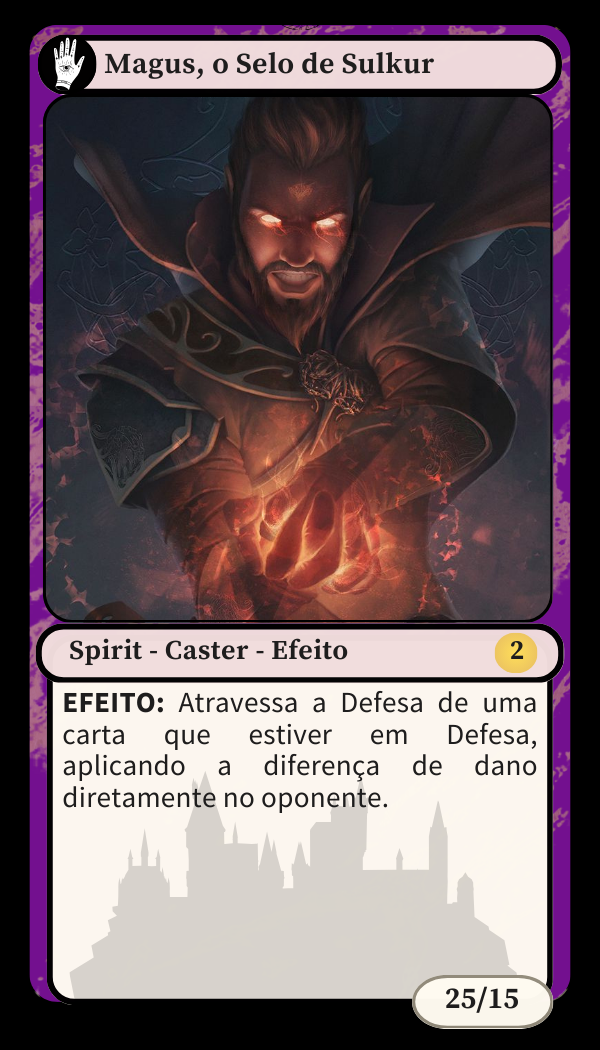 Magus, o Selo de Sulkur
Spirit - Caster - Efeito
2
EFEITO: Atravessa a Defesa de uma
carta que estiver em Defesa,
aplicando a diferença de dano
diretamente no oponente.
25/15